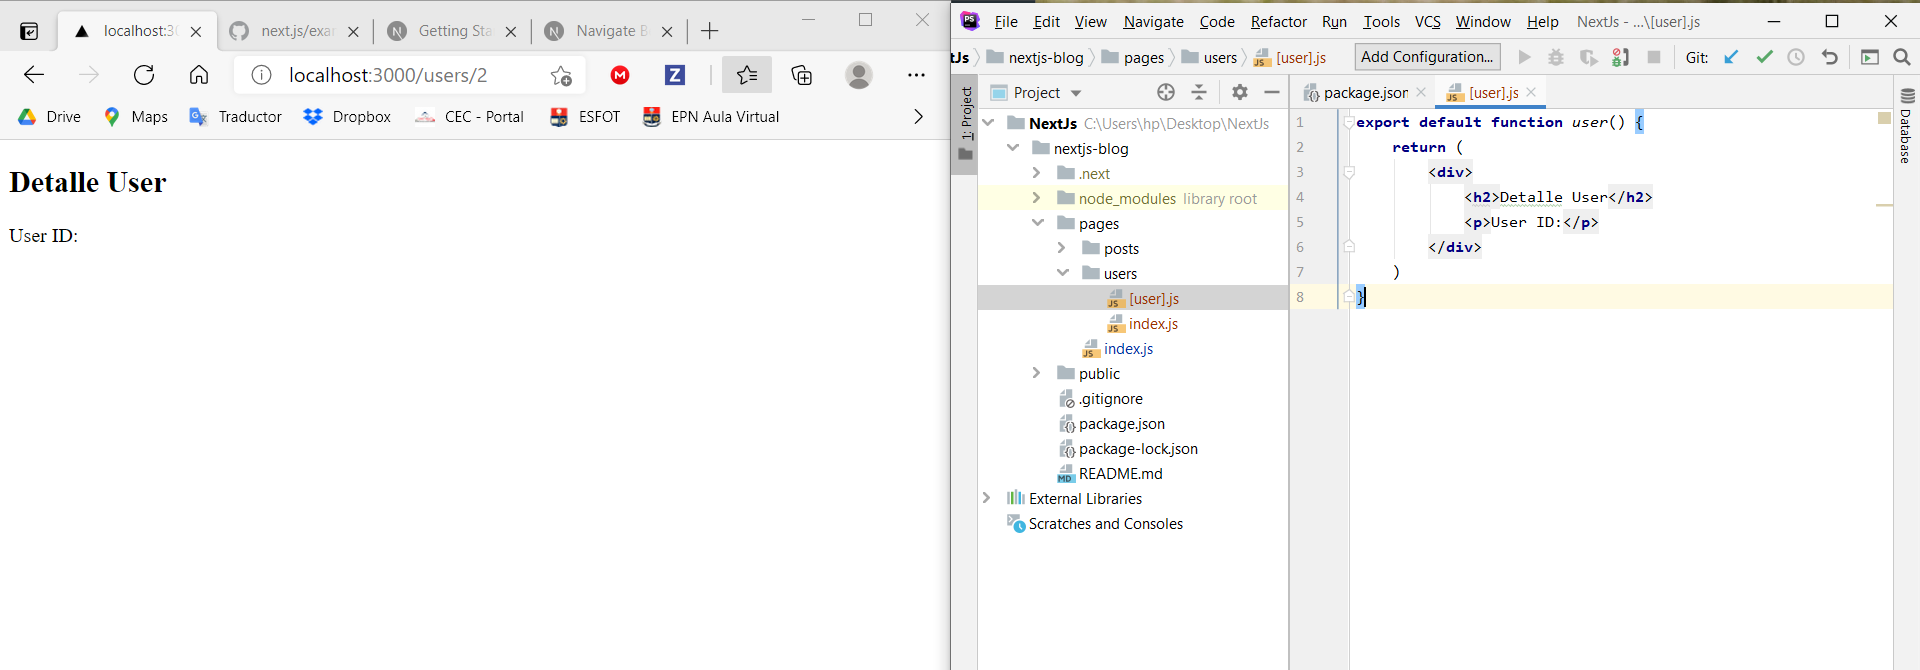 localhost:30
next.js/exa
Getting Sta
Navigate B
localhost:3000/users/2
M
Z
Drive
Maps
Traductor
Dropbox
CEC - Portal
ESFOT
EPN Aula Virtual
Detalle User
User ID:
PS File Edit View Navigate Code Refactor Run Tools VCS Window Help NextJs - ...\[user].js
tJs nextjs-blog pages users [user].js Add Configuration... Git:
1: Project
Project
package.json
[user].js
Database
NextJs C:\Users\hp\Desktop\NextJs
nextjs-blog
.next
node_modules library root
pages
posts
users
[user].js
index.js
index.js
public
.gitignore
package.json
package-lock.json
README.md
External Libraries
Scratches and Consoles
1 export default function user() {
2 return (
3 <div>
4 <h2>Detalle User</h2>
5 <p>User ID:</p>
6 </div>
7 )
8 }